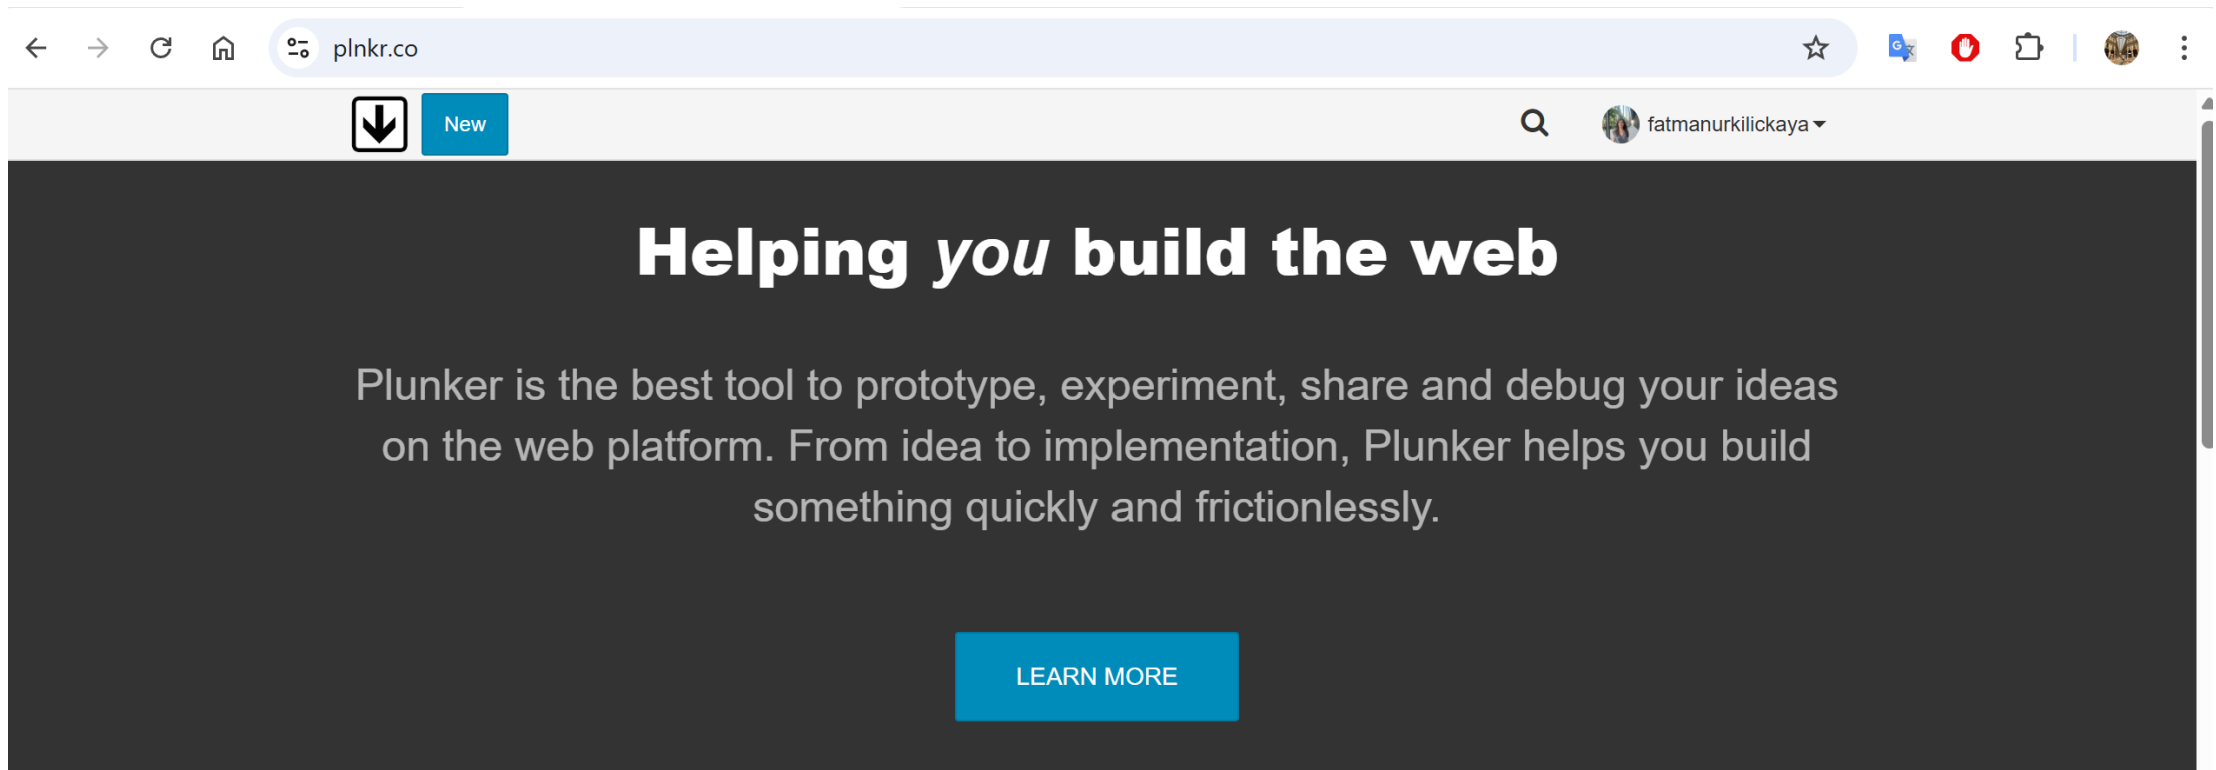 plnkr.co
New
fatmanurkilickaya
Helping you build the web
Plunker is the best tool to prototype, experiment, share and debug your ideas
on the web platform. From idea to implementation, Plunker helps you build
something quickly and frictionlessly.
LEARN MORE